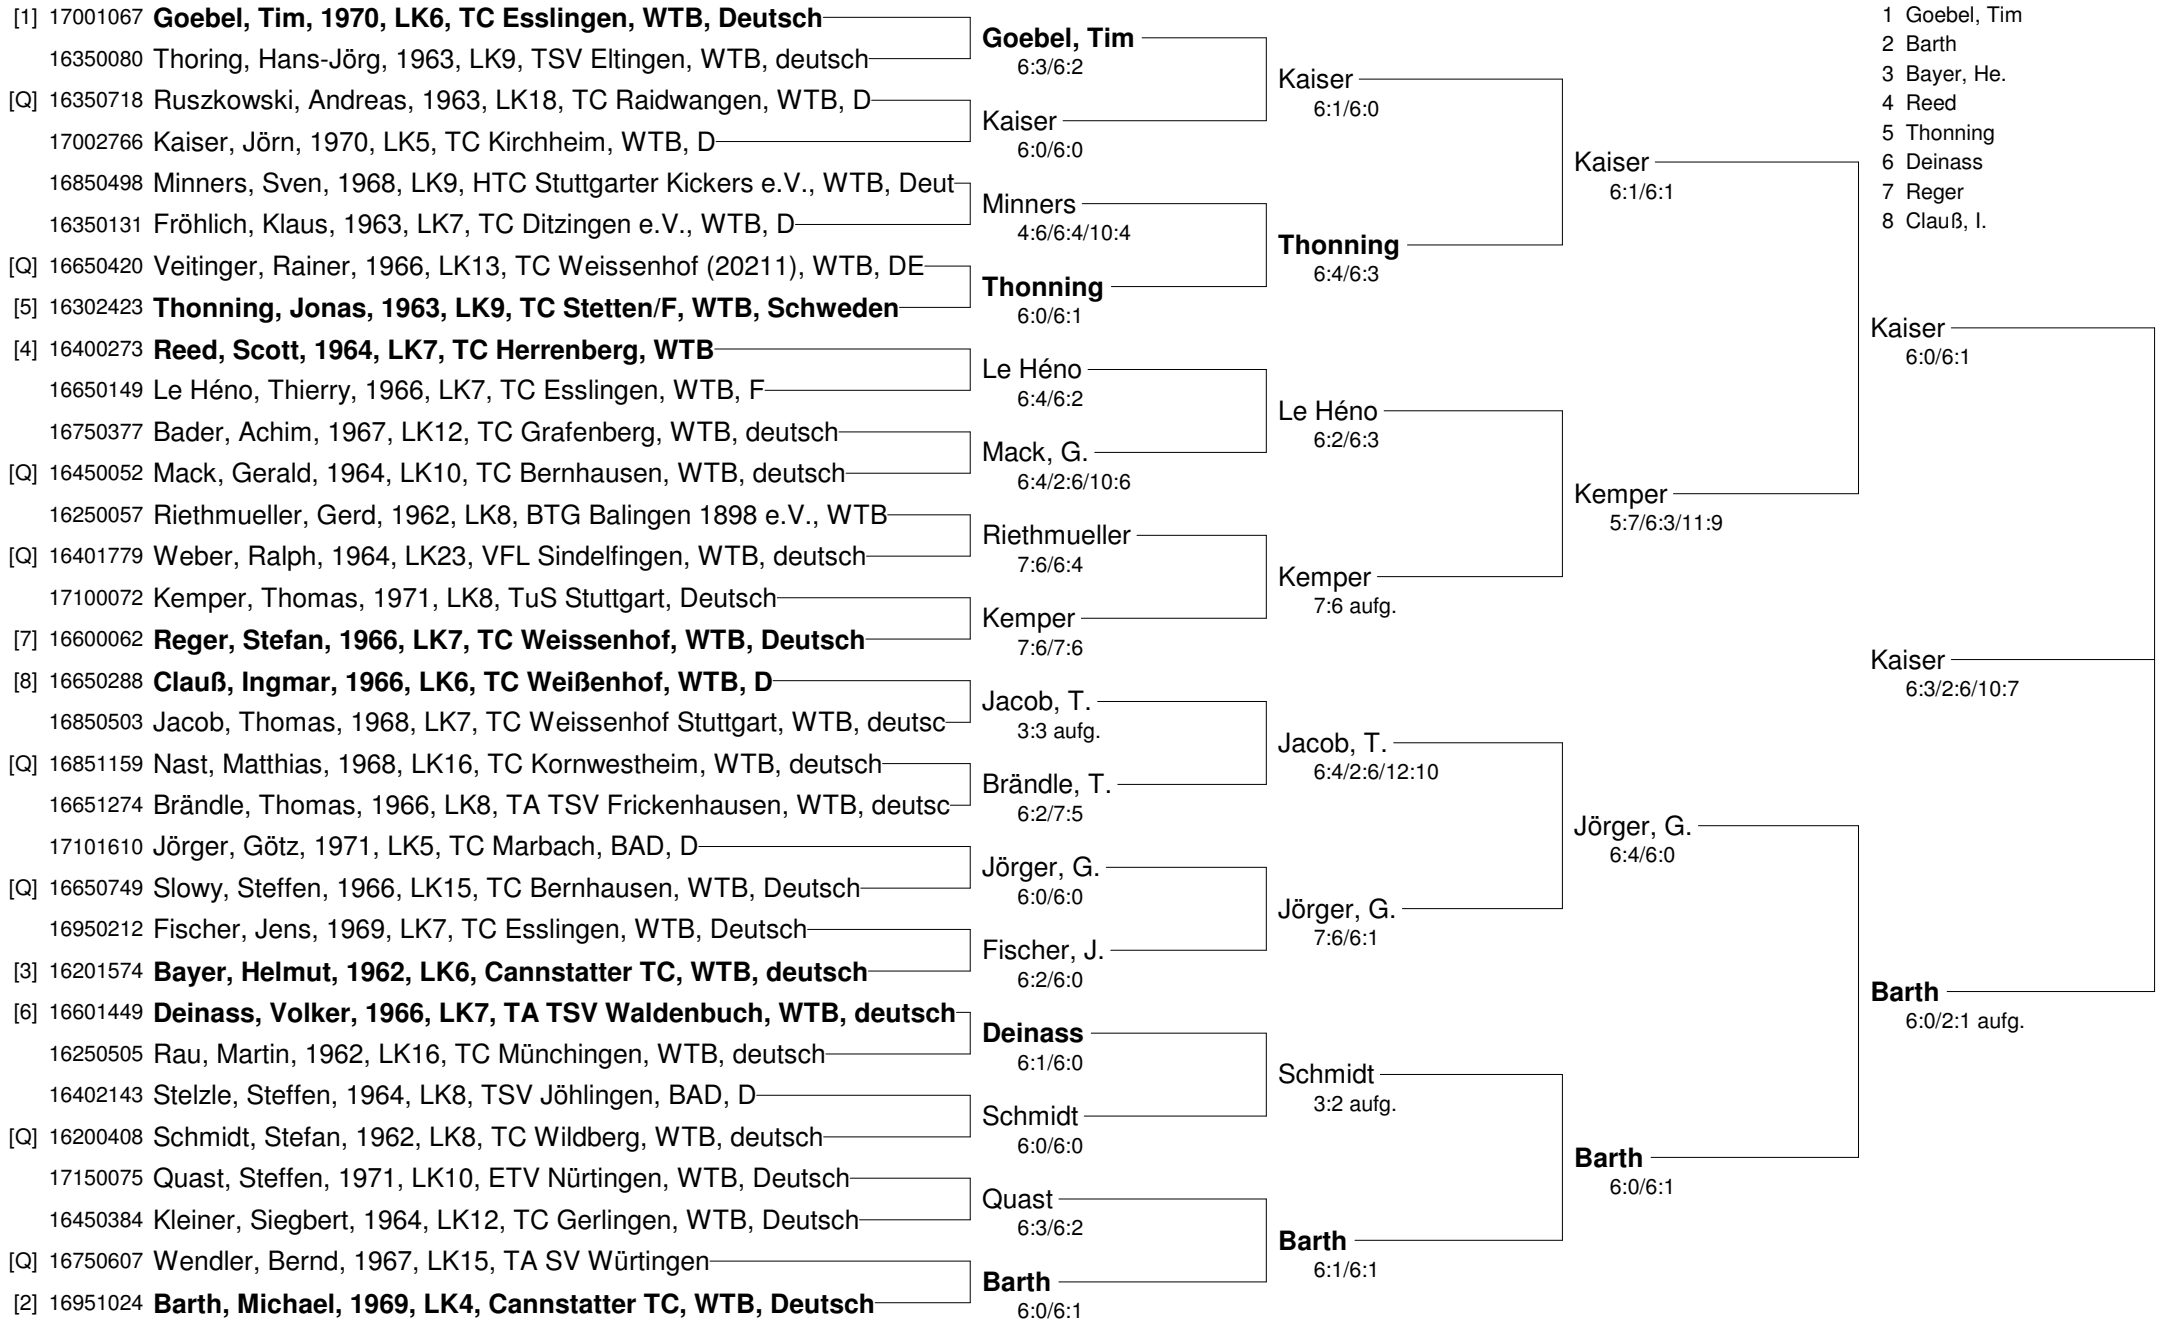 [1] 17001067 Goebel, Tim, 1970, LK6, TC Esslingen, WTB, Deutsch
16350080 Thoring, Hans-Jörg, 1963, LK9, TSV Eltingen, WTB, deutsch
[Q] 16350718 Ruszkowski, Andreas, 1963, LK18, TC Raidwangen, WTB, D
17002766 Kaiser, Jörn, 1970, LK5, TC Kirchheim, WTB, D
16850498 Minners, Sven, 1968, LK9, HTC Stuttgarter Kickers e.V., WTB, Deut
16350131 Fröhlich, Klaus, 1963, LK7, TC Ditzingen e.V., WTB, D
[Q] 16650420 Veitinger, Rainer, 1966, LK13, TC Weissenhof (20211), WTB, DE
[5] 16302423 Thonning, Jonas, 1963, LK9, TC Stetten/F, WTB, Schweden
[4] 16400273 Reed, Scott, 1964, LK7, TC Herrenberg, WTB
16650149 Le Héno, Thierry, 1966, LK7, TC Esslingen, WTB, F
16750377 Bader, Achim, 1967, LK12, TC Grafenberg, WTB, deutsch
[Q] 16450052 Mack, Gerald, 1964, LK10, TC Bernhausen, WTB, deutsch
16250057 Riethmueller, Gerd, 1962, LK8, BTG Balingen 1898 e.V., WTB
[Q] 16401779 Weber, Ralph, 1964, LK23, VFL Sindelfingen, WTB, deutsch
17100072 Kemper, Thomas, 1971, LK8, TuS Stuttgart, Deutsch
[7] 16600062 Reger, Stefan, 1966, LK7, TC Weissenhof, WTB, Deutsch
[8] 16650288 Clauß, Ingmar, 1966, LK6, TC Weißenhof, WTB, D
16850503 Jacob, Thomas, 1968, LK7, TC Weissenhof Stuttgart, WTB, deutsc
[Q] 16851159 Nast, Matthias, 1968, LK16, TC Kornwestheim, WTB, deutsch
16651274 Brändle, Thomas, 1966, LK8, TA TSV Frickenhausen, WTB, deutsc
17101610 Jörger, Götz, 1971, LK5, TC Marbach, BAD, D
[Q] 16650749 Slowy, Steffen, 1966, LK15, TC Bernhausen, WTB, Deutsch
16950212 Fischer, Jens, 1969, LK7, TC Esslingen, WTB, Deutsch
[3] 16201574 Bayer, Helmut, 1962, LK6, Cannstatter TC, WTB, deutsch
[6] 16601449 Deinass, Volker, 1966, LK7, TA TSV Waldenbuch, WTB, deutsch
16250505 Rau, Martin, 1962, LK16, TC Münchingen, WTB, deutsch
16402143 Stelzle, Steffen, 1964, LK8, TSV Jöhlingen, BAD, D
[Q] 16200408 Schmidt, Stefan, 1962, LK8, TC Wildberg, WTB, deutsch
17150075 Quast, Steffen, 1971, LK10, ETV Nürtingen, WTB, Deutsch
16450384 Kleiner, Siegbert, 1964, LK12, TC Gerlingen, WTB, Deutsch
[Q] 16750607 Wendler, Bernd, 1967, LK15, TA SV Würtingen
[2] 16951024 Barth, Michael, 1969, LK4, Cannstatter TC, WTB, Deutsch
Goebel, Tim
6:3/6:2
Kaiser
6:0/6:0
Minners
4:6/6:4/10:4
Thonning
6:0/6:1
Le Héno
6:4/6:2
Mack, G.
6:4/2:6/10:6
Riethmueller
7:6/6:4
Kemper
7:6/7:6
Jacob, T.
3:3 aufg.
Brändle, T.
6:2/7:5
Jörger, G.
6:0/6:0
Fischer, J.
6:2/6:0
Deinass
6:1/6:0
Schmidt
6:0/6:0
Quast
6:3/6:2
Barth
6:0/6:1
Kaiser
6:1/6:0
Thonning
6:4/6:3
Le Héno
6:2/6:3
Kemper
7:6 aufg.
Jacob, T.
6:4/2:6/12:10
Jörger, G.
7:6/6:1
Schmidt
3:2 aufg.
Barth
6:1/6:1
Kaiser
6:1/6:1
Kemper
5:7/6:3/11:9
Jörger, G.
6:4/6:0
Barth
6:0/6:1
1 Goebel, Tim
2 Barth
3 Bayer, He.
4 Reed
5 Thonning
6 Deinass
7 Reger
8 Clauß, I.
Kaiser
6:0/6:1
Kaiser
6:3/2:6/10:7
Barth
6:0/2:1 aufg.